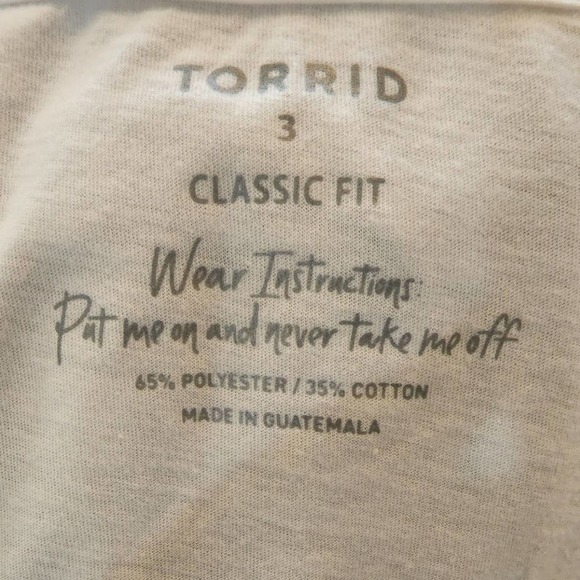 TORRID
3
CLASSIC FIT
Wear Instructions:
Put me on and never take me off
65% POLYESTER / 35% COTTON
MADE IN GUATEMALA